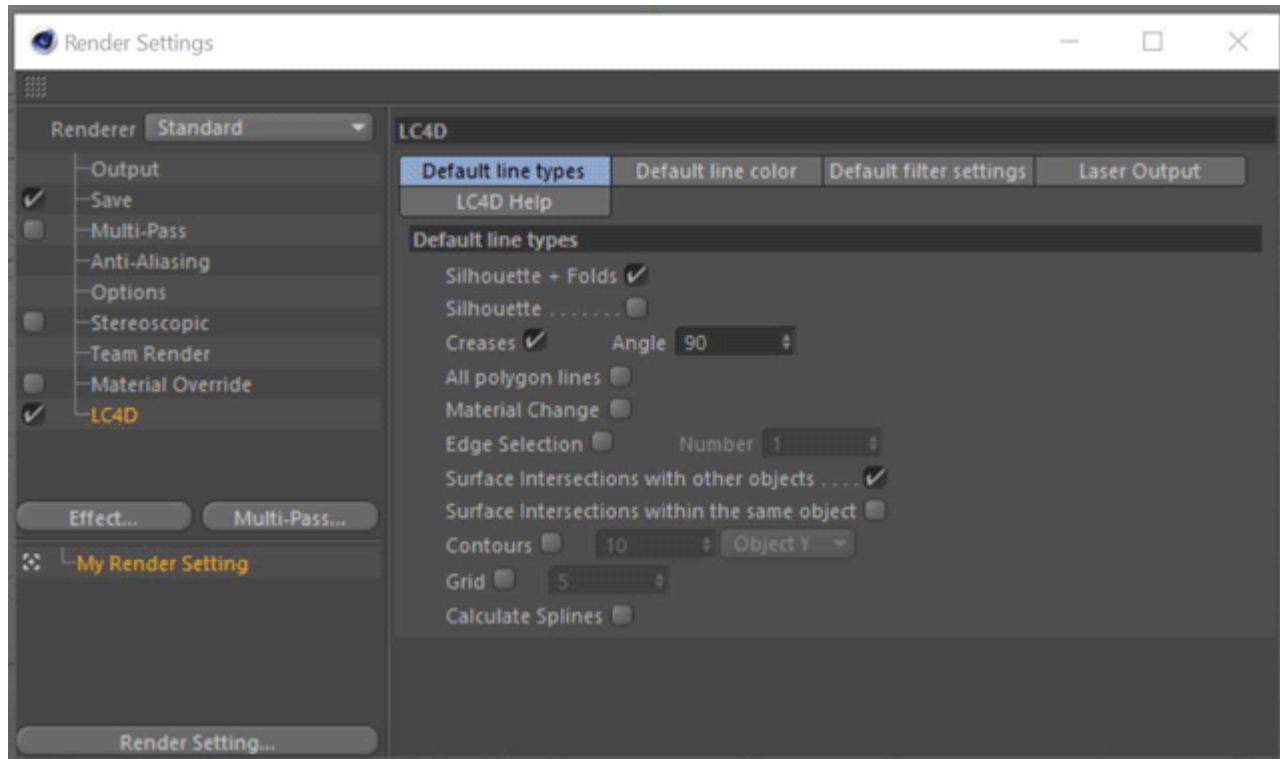 Render Settings
Renderer Standard
Output
Save
Multi-Pass
Anti-Aliasing
Options
Stereoscopic
Team Render
Material Override
LC4D
Effect... Multi-Pass...
My Render Setting
Render Setting...
LC4D
Default line types Default line color Default filter settings Laser Output
LC4D Help
Default line types
Silhouette + Folds
Silhouette . . . . . . .
Creases Angle 90
All polygon lines
Material Change
Edge Selection Number 1
Surface Intersections with other objects . . . .
Surface Intersections within the same object
Contours 10 Object Y
Grid 5
Calculate Splines